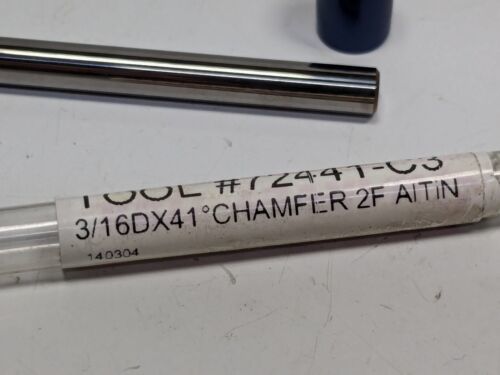 TOOL #72441-C3
3/16DX41°CHAMFER 2F AlTiN
140304